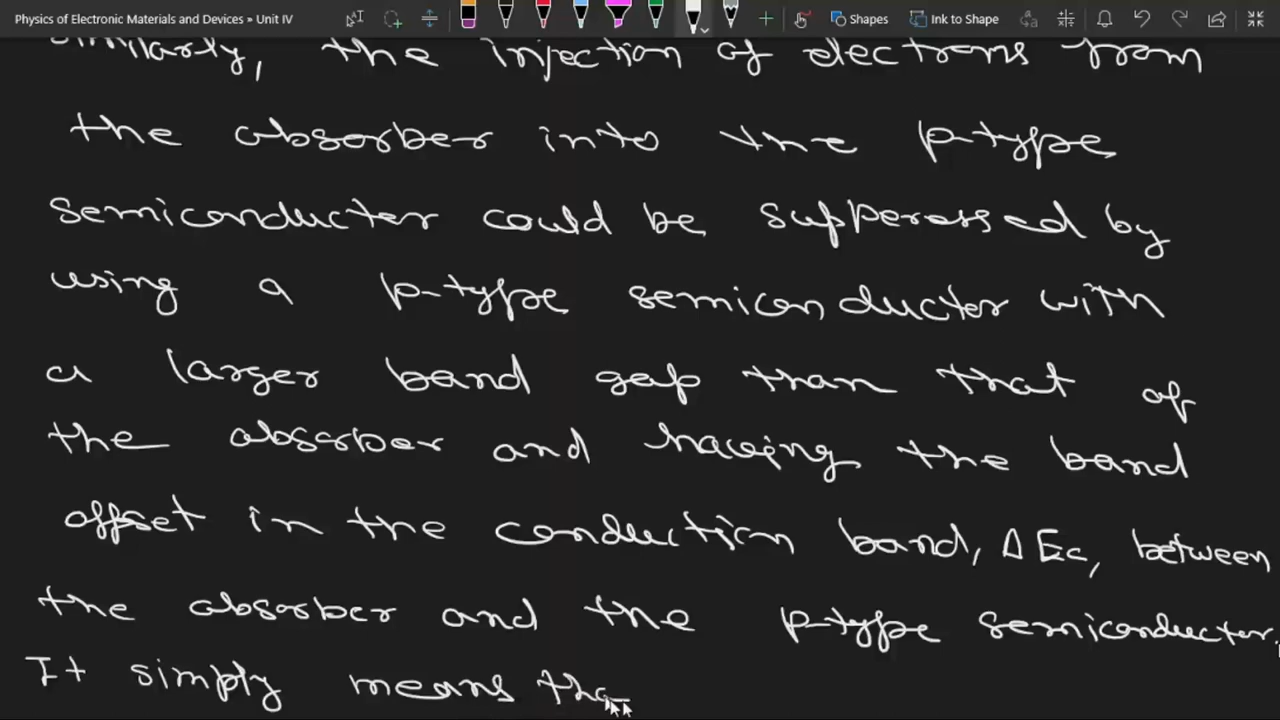 Physics of Electronic Materials and Devices » Unit IV
Shapes
Ink to Shape
Similarly, the injection of electrons from
the absorber into the p-type
semiconductor could be supperessed by
using a p-type semiconductor with
a larger band gap than that of
the absorber and having the band
offset in the conduction band, ΔEc, between
the absorber and the p-type semiconductor.
It simply means tha